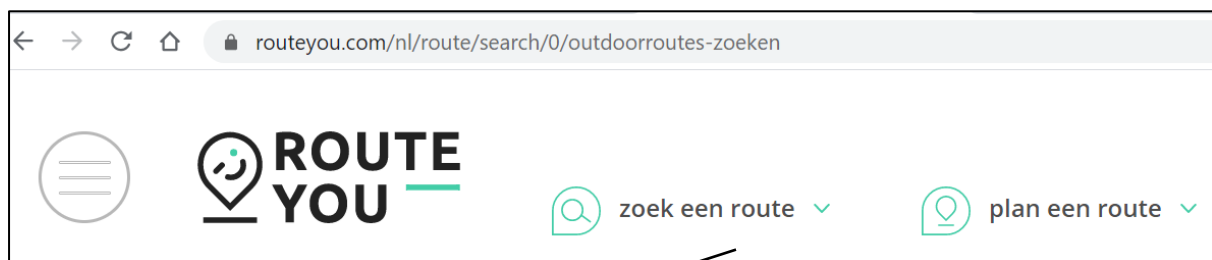 routeyou.com/nl/route/search/0/outdoorroutes-zoeken
ROUTE
YOU
zoek een route
plan een route